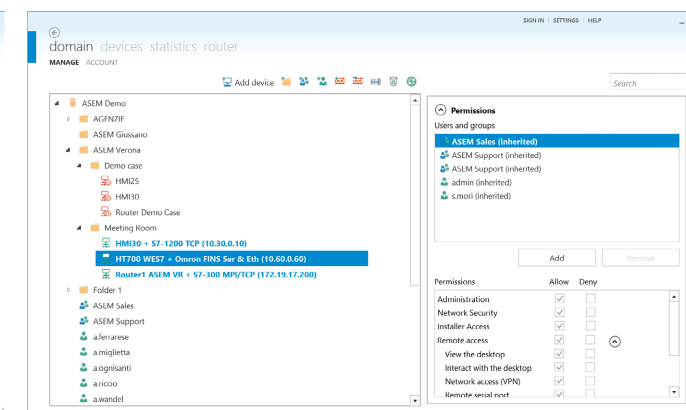 SIGN IN | SETTINGS | HELP
domain devices statistics router
MANAGE ACCOUNT
Add device
Search
ASEM Demo
AGENZIE
ASEM Giussano
ASEM Verona
Demo case
HMI25
HMI30
Router Demo Case
Meeting Room
HMI30 + S7-1200 TCP (10.30.0.10)
HT700 WES7 + Omron FINS Ser & Eth (10.60.0.60)
Router1 ASEM VR + S7-300 MPI/TCP (172.19.17.200)
Folder 1
ASEM Sales
ASEM Support
a.ferrarese
a.miglietta
a.ognisanti
a.riccio
a.wandel
Permissions
Users and groups
ASEM Sales (inherited)
ASEM Support (inherited)
ASEM Support (inherited)
admin (inherited)
s.mori (inherited)
Add Remove
Permissions Allow Deny
Administration
Network Security
Installer Access
Remote access
View the desktop
Interact with the desktop
Network access (VPN)
Remote serial port